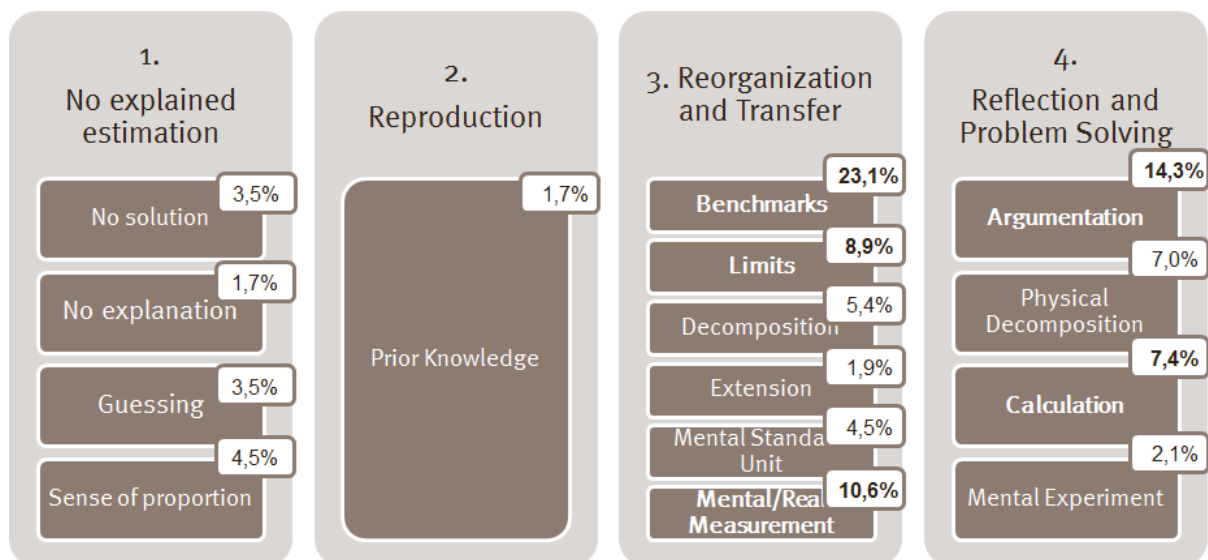 1.
No explained
estimation
3,5%
No solution
1,7%
No explanation
3,5%
Guessing
4,5%
Sense of proportion
2.
Reproduction
1,7%
Prior Knowledge
3. Reorganization
and Transfer
23,1%
Benchmarks
8,9%
Limits
5,4%
Decomposition
1,9%
Extension
4,5%
Mental Standa
Unit
10,6%
Mental/Real
Measurement
4.
Reflection and
Problem Solving
14,3%
Argumentation
7,0%
Physical
Decomposition
7,4%
Calculation
2,1%
Mental Experiment